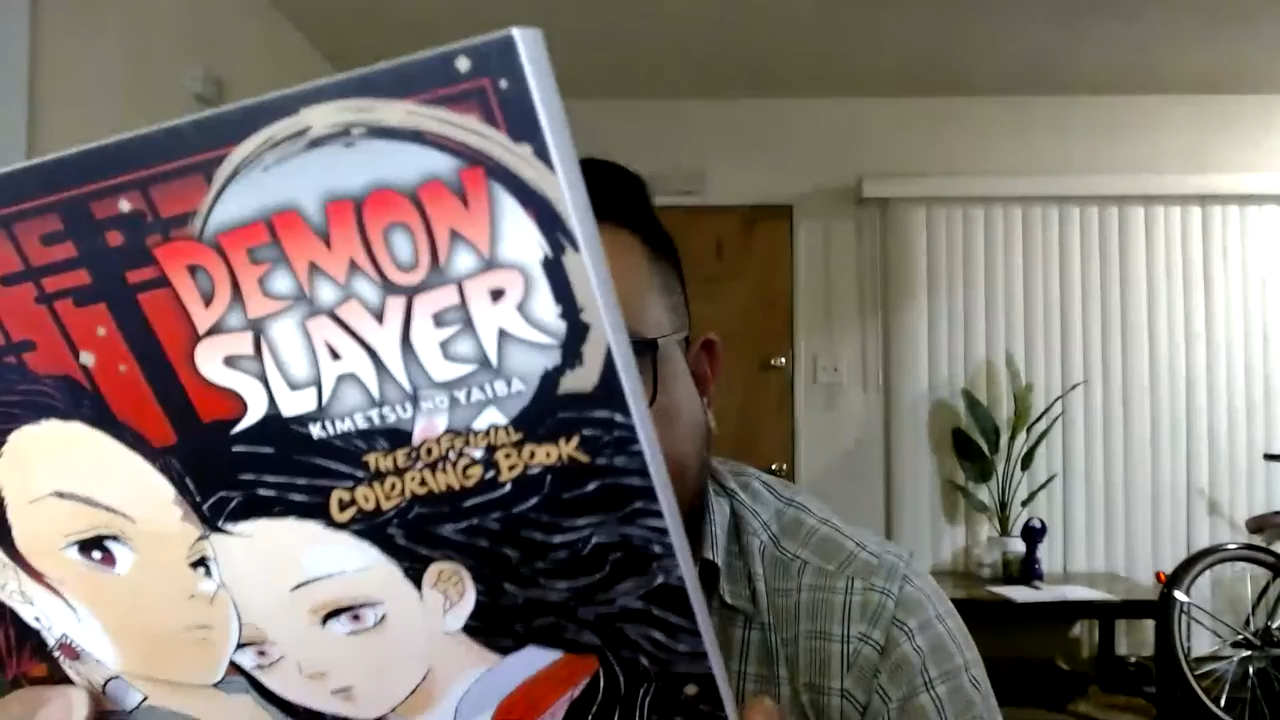 DEMON
SLAYER
KIMETSU NO YAIBA
THE OFFICIAL
COLORING BOOK